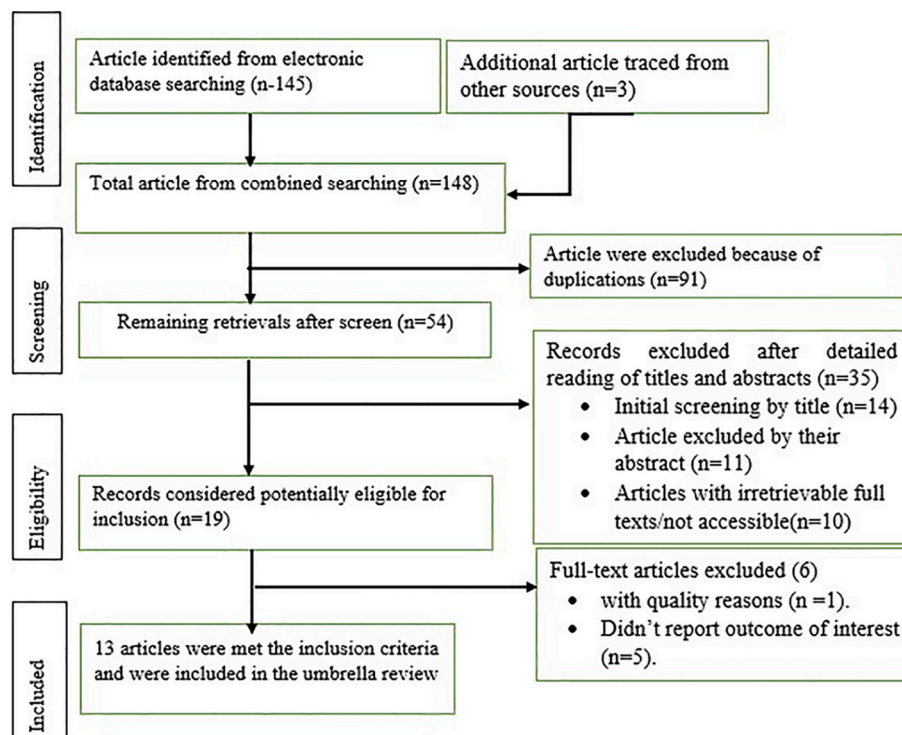 Identification
Article identified from electronic
database searching (n-145)
Additional article traced from
other sources (n=3)
Total article from combined searching (n=148)
Screening
Article were excluded because of
duplications (n=91)
Remaining retrievals after screen (n=54)
Records excluded after detailed
reading of titles and abstracts (n=35)
• Initial screening by title (n=14)
• Article excluded by their
abstract (n=11)
• Articles with irretrievable full
texts/not accessible(n=10)
Eligibility
Records considered potentially eligible for
inclusion (n=19)
Full-text articles excluded (6)
• with quality reasons (n =1).
• Didn’t report outcome of interest
(n=5).
Included
13 articles were met the inclusion criteria
and were included in the umbrella review